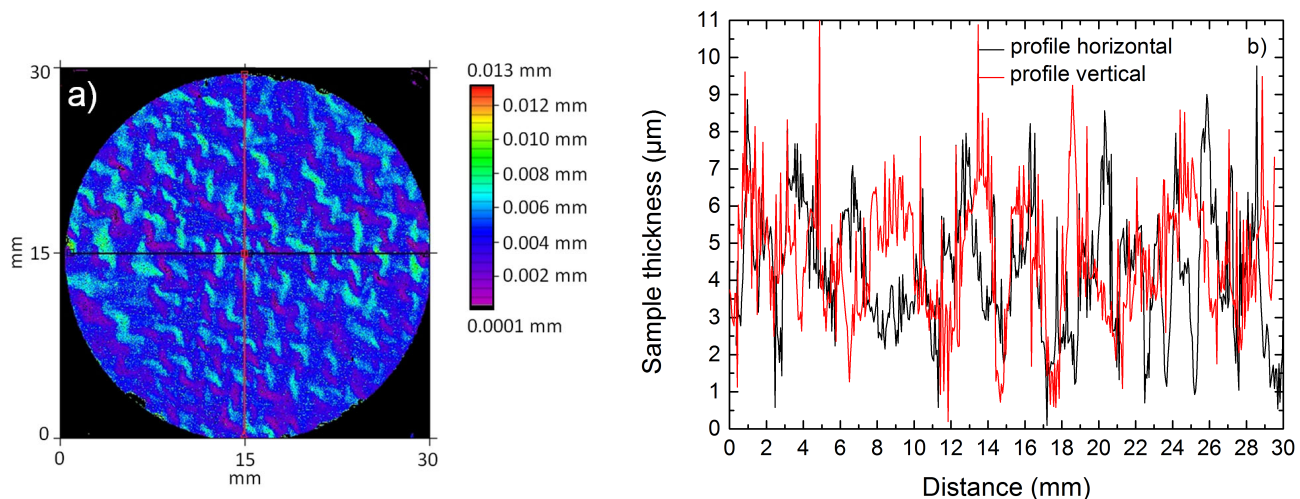 a)
30
15
0
mm
0
15
30
mm
0.013 mm
0.012 mm
0.010 mm
0.008 mm
0.006 mm
0.004 mm
0.002 mm
0.0001 mm
b)
profile horizontal
profile vertical
Sample thickness (µm)
11
10
9
8
7
6
5
4
3
2
1
0
0 2 4 6 8 10 12 14 16 18 20 22 24 26 28 30
Distance (mm)